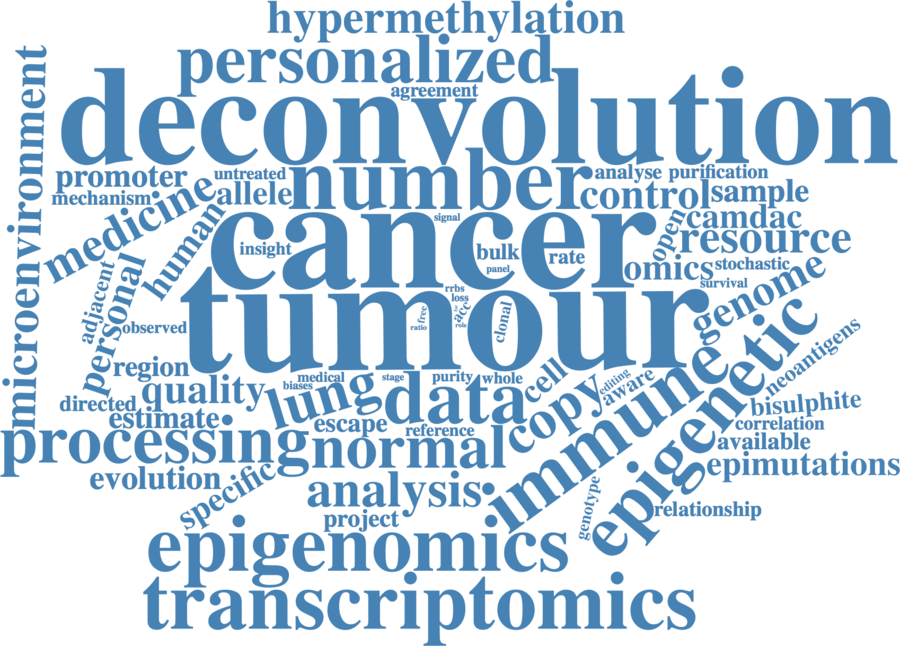 hypermethylation
personalized
agreement
deconvolution
microenvironment
promoter
untreated
mechanism
allele
number
analyse
purification
control
sample
medicine
human
cancer
signal
insight
bulk
panel
rate
open
camdac
resource
omics
stochastic
survival
adjacent
personal
observed
tumour
rrbs
loss
free
ratio
acc
role
clonal
genome
region
medical
biases
stage
purity
whole
cell
editing
aware
neoantigens
quality
directed
estimate
lung
data
copy
immune
epigenetic
bisulphite
correlation
available
escape
reference
processing
normal
evolution
epimutations
specific
analysis
genotype
relationship
project
epigenomics
transcriptomics